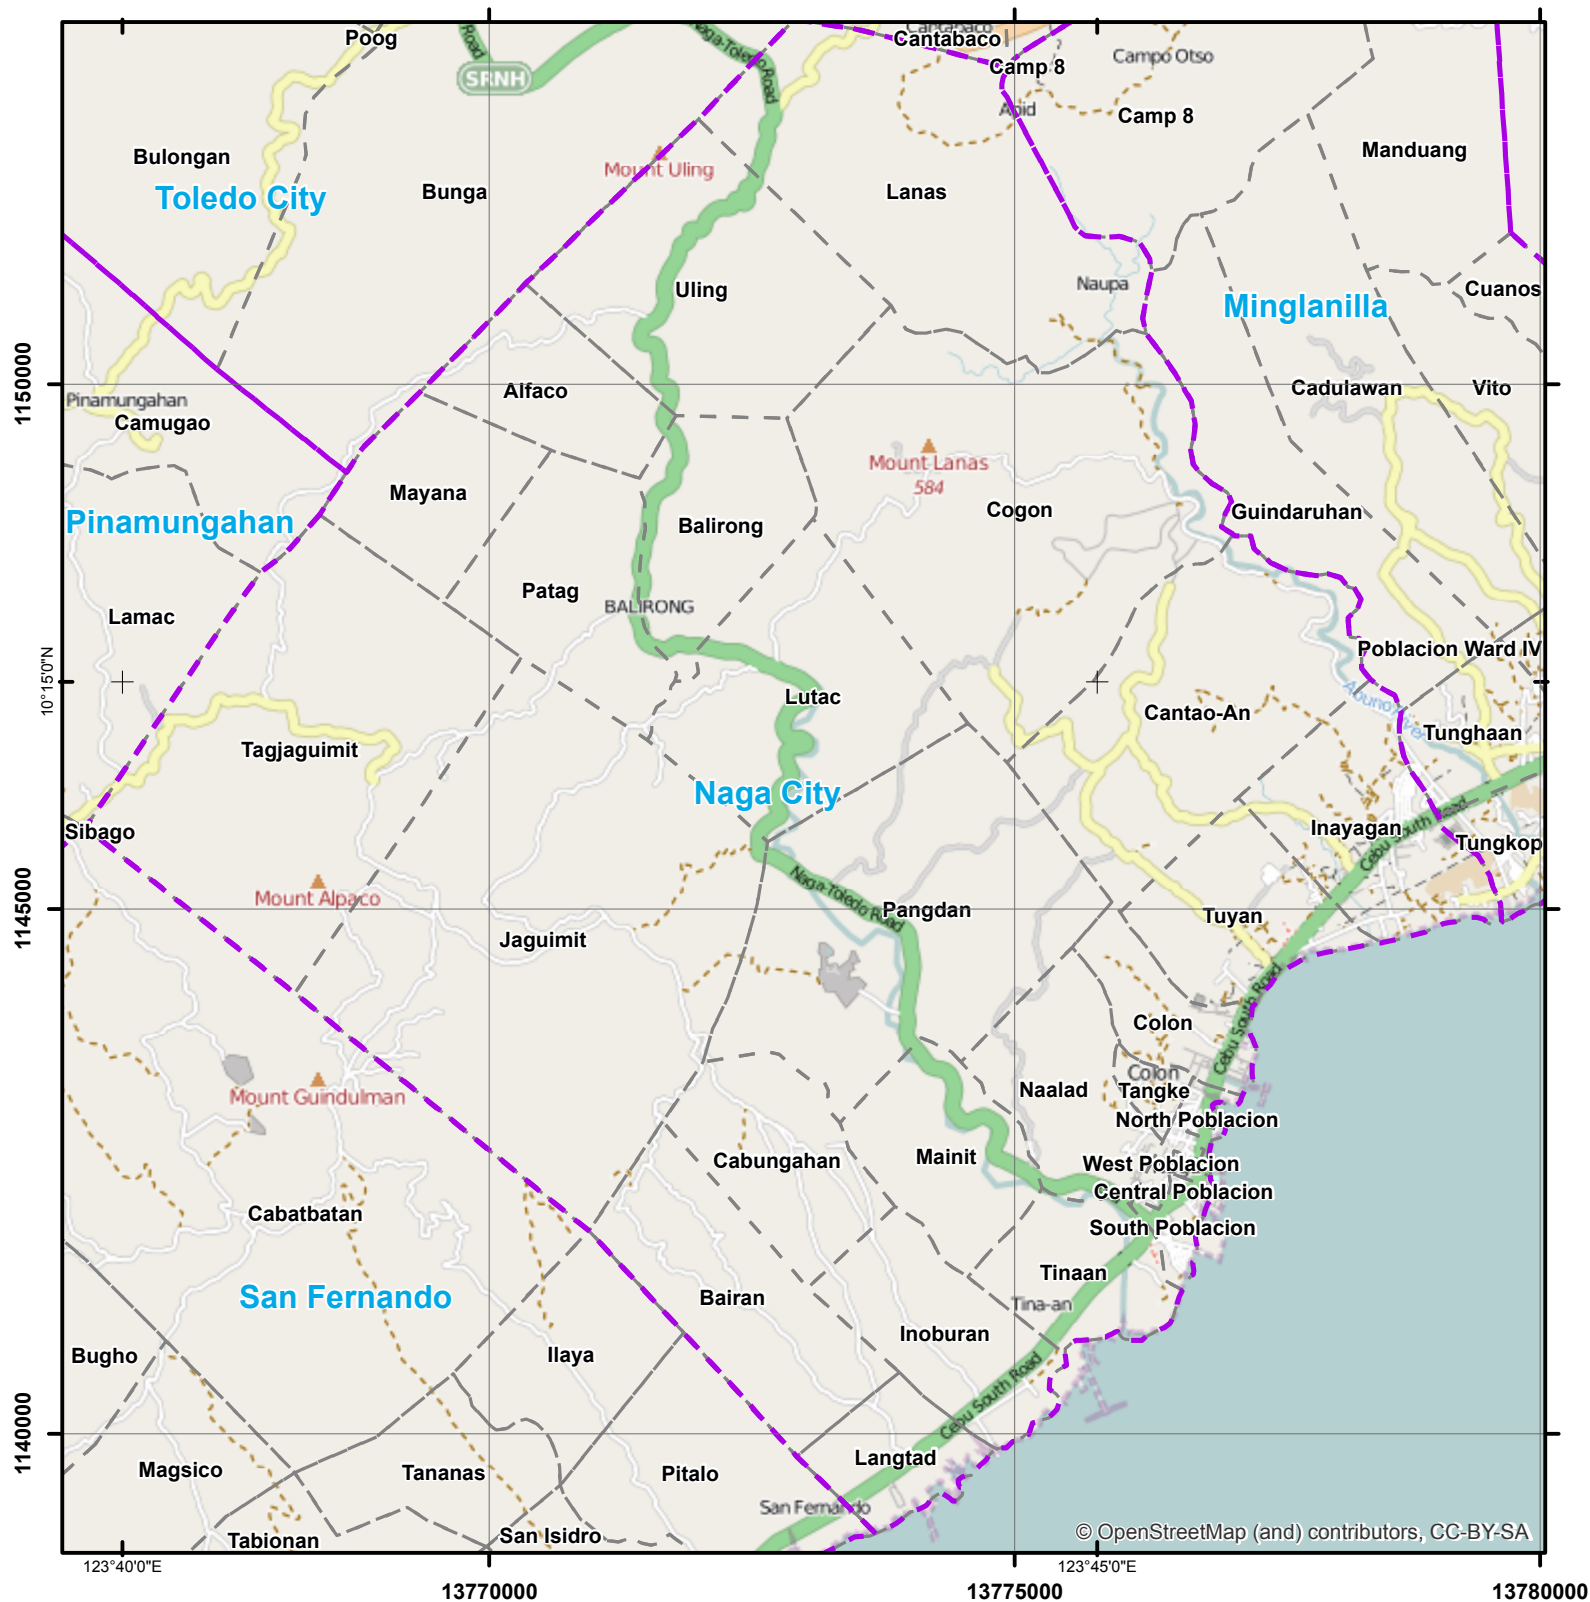 Poog
Road
SRNH
Naga-Toledo Road
Cantabaco
Cantabaco
Camp 8
Campo Otso
Apid
Camp 8
Bulongan
Toledo City
Bunga
Mount Uling
Lanas
Manduang
Uling
Naupa
Minglanilla
Cuanos
1150000
Pinamungahan
Camugao
Alfaco
Cadulawan
Vito
Mount Lanas
584
Mayana
Pinamungahan
Balirong
Cogon
Guindaruhan
Patag
BALIRONG
Lamac
Poblacion Ward IV
10°15'0"N
Lutac
Cantao-An
Tunghaan
Tagjaguimit
Naga City
Sibago
Inayagan
Cebu South Road
Tungkop
Mount Alpaco
Naga-Toledo Road
Pangdan
Tuyan
1145000
Jaguimit
Colon
Cebu South Road
Colon
Mount Guindulman
Naalad
Tangke
North Poblacion
Cabungahan
Mainit
West Poblacion
Central Poblacion
Cabatbatan
South Poblacion
San Fernando
Bairan
Tinaan
Tina-an
Inoburan
Bugho
Ilaya
Cebu South Road
1140000
Magsico
Tananas
Pitalo
Langtad
San Fernando
Tabionan
San Isidro
© OpenStreetMap (and) contributors, CC-BY-SA
123°40'0"E
123°45'0"E
13770000
13775000
13780000